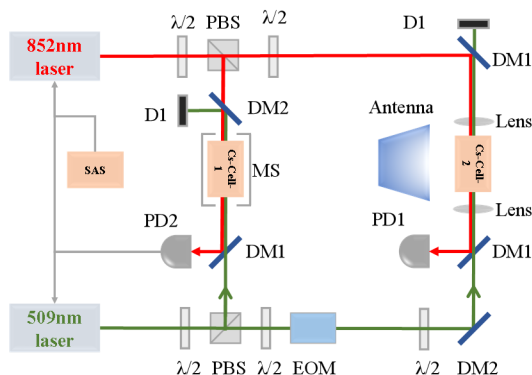 λ/2
PBS
λ/2
D1
852nm
laser
DM1
D1
DM2
Antenna
Lens
SAS
Cs-Cell-
1
MS
Cs-Cell-
2
Lens
PD2
DM1
PD1
DM1
509nm
laser
λ/2
PBS
λ/2
EOM
λ/2
DM2